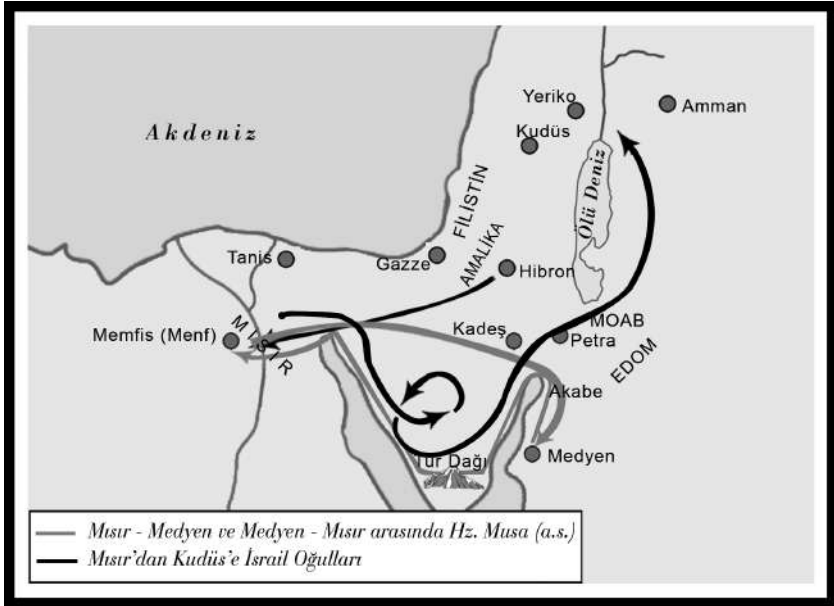 Yeriko
Amman
Akdeniz
Kudüs
Ölü Deniz
FİLİSTİN
Tanis
Gazze
AMALİKA
Hibron
Memfis (Menf)
MISIR
Kadeş
MOAB
Petra
EDOM
Akabe
Tur Dağı
Medyen
Mısır - Medyen ve Medyen - Mısır arasında Hz. Musa (a.s.)
Mısır'dan Kudüs'e İsrail Oğulları